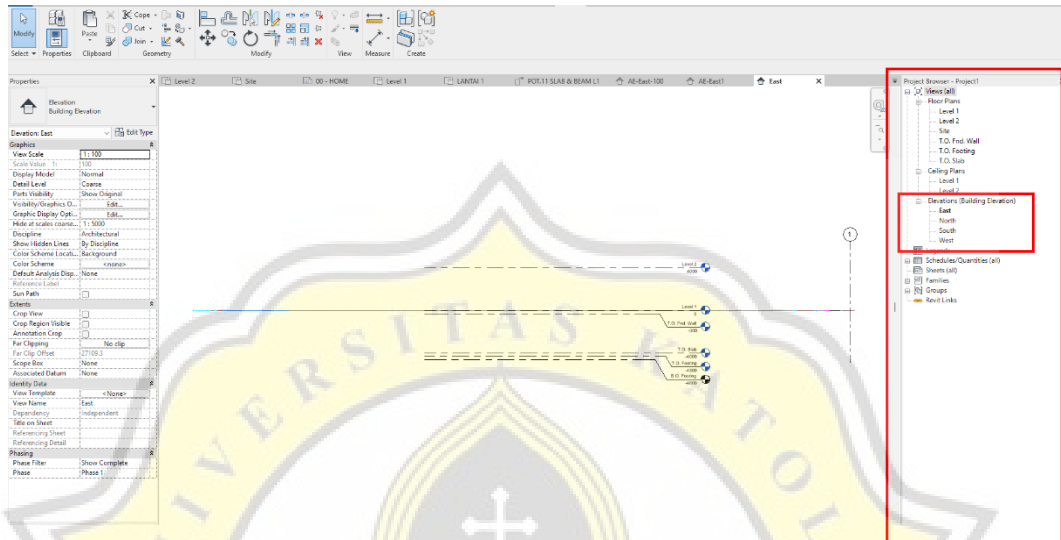 Modify
Select
Properties
Paste
Clipboard
Cope
Cut
Join
Geometry
Modify
View
Measure
Create
Properties
Level 2
Site
00 - HOME
Level 1
LANTAI 1
POT.11 SLAB & BEAM L1
AE-East-100
AE-East1
East
Elevation
Building Elevation
Elevation: East
Edit Type
Graphics
View Scale 1 : 100
Scale Value 1: 100
Display Model Normal
Detail Level Coarse
Parts Visibility Show Original
Visibility/Graphics O... Edit...
Graphic Display Opti... Edit...
Hide at scales coarse... 1 : 5000
Discipline Architectural
Show Hidden Lines By Discipline
Color Scheme Locati... Background
Color Scheme <none>
Default Analysis Disp... None
Reference Label
Sun Path
Extents
Crop View
Crop Region Visible
Annotation Crop
Far Clipping No clip
Far Clip Offset 27109.3
Scope Box None
Associated Datum None
Identity Data
View Template <None>
View Name East
Dependency Independent
Title on Sheet
Referencing Sheet
Referencing Detail
Phasing
Phase Filter Show Complete
Phase Phase 1
1
Level 2
4000
Level 1
0
T.O. Fnd. Wall
T.O. Slab
T.O. Footing
B.O. Footing
Project Browser - Project1
Views (all)
Floor Plans
Level 1
Level 2
Site
T.O. Fnd. Wall
T.O. Footing
T.O. Slab
Ceiling Plans
Level 1
Level 2
Elevations (Building Elevation)
East
North
South
West
Schedules/Quantities (all)
Sheets (all)
Families
Groups
Revit Links
VERSITAS KATO